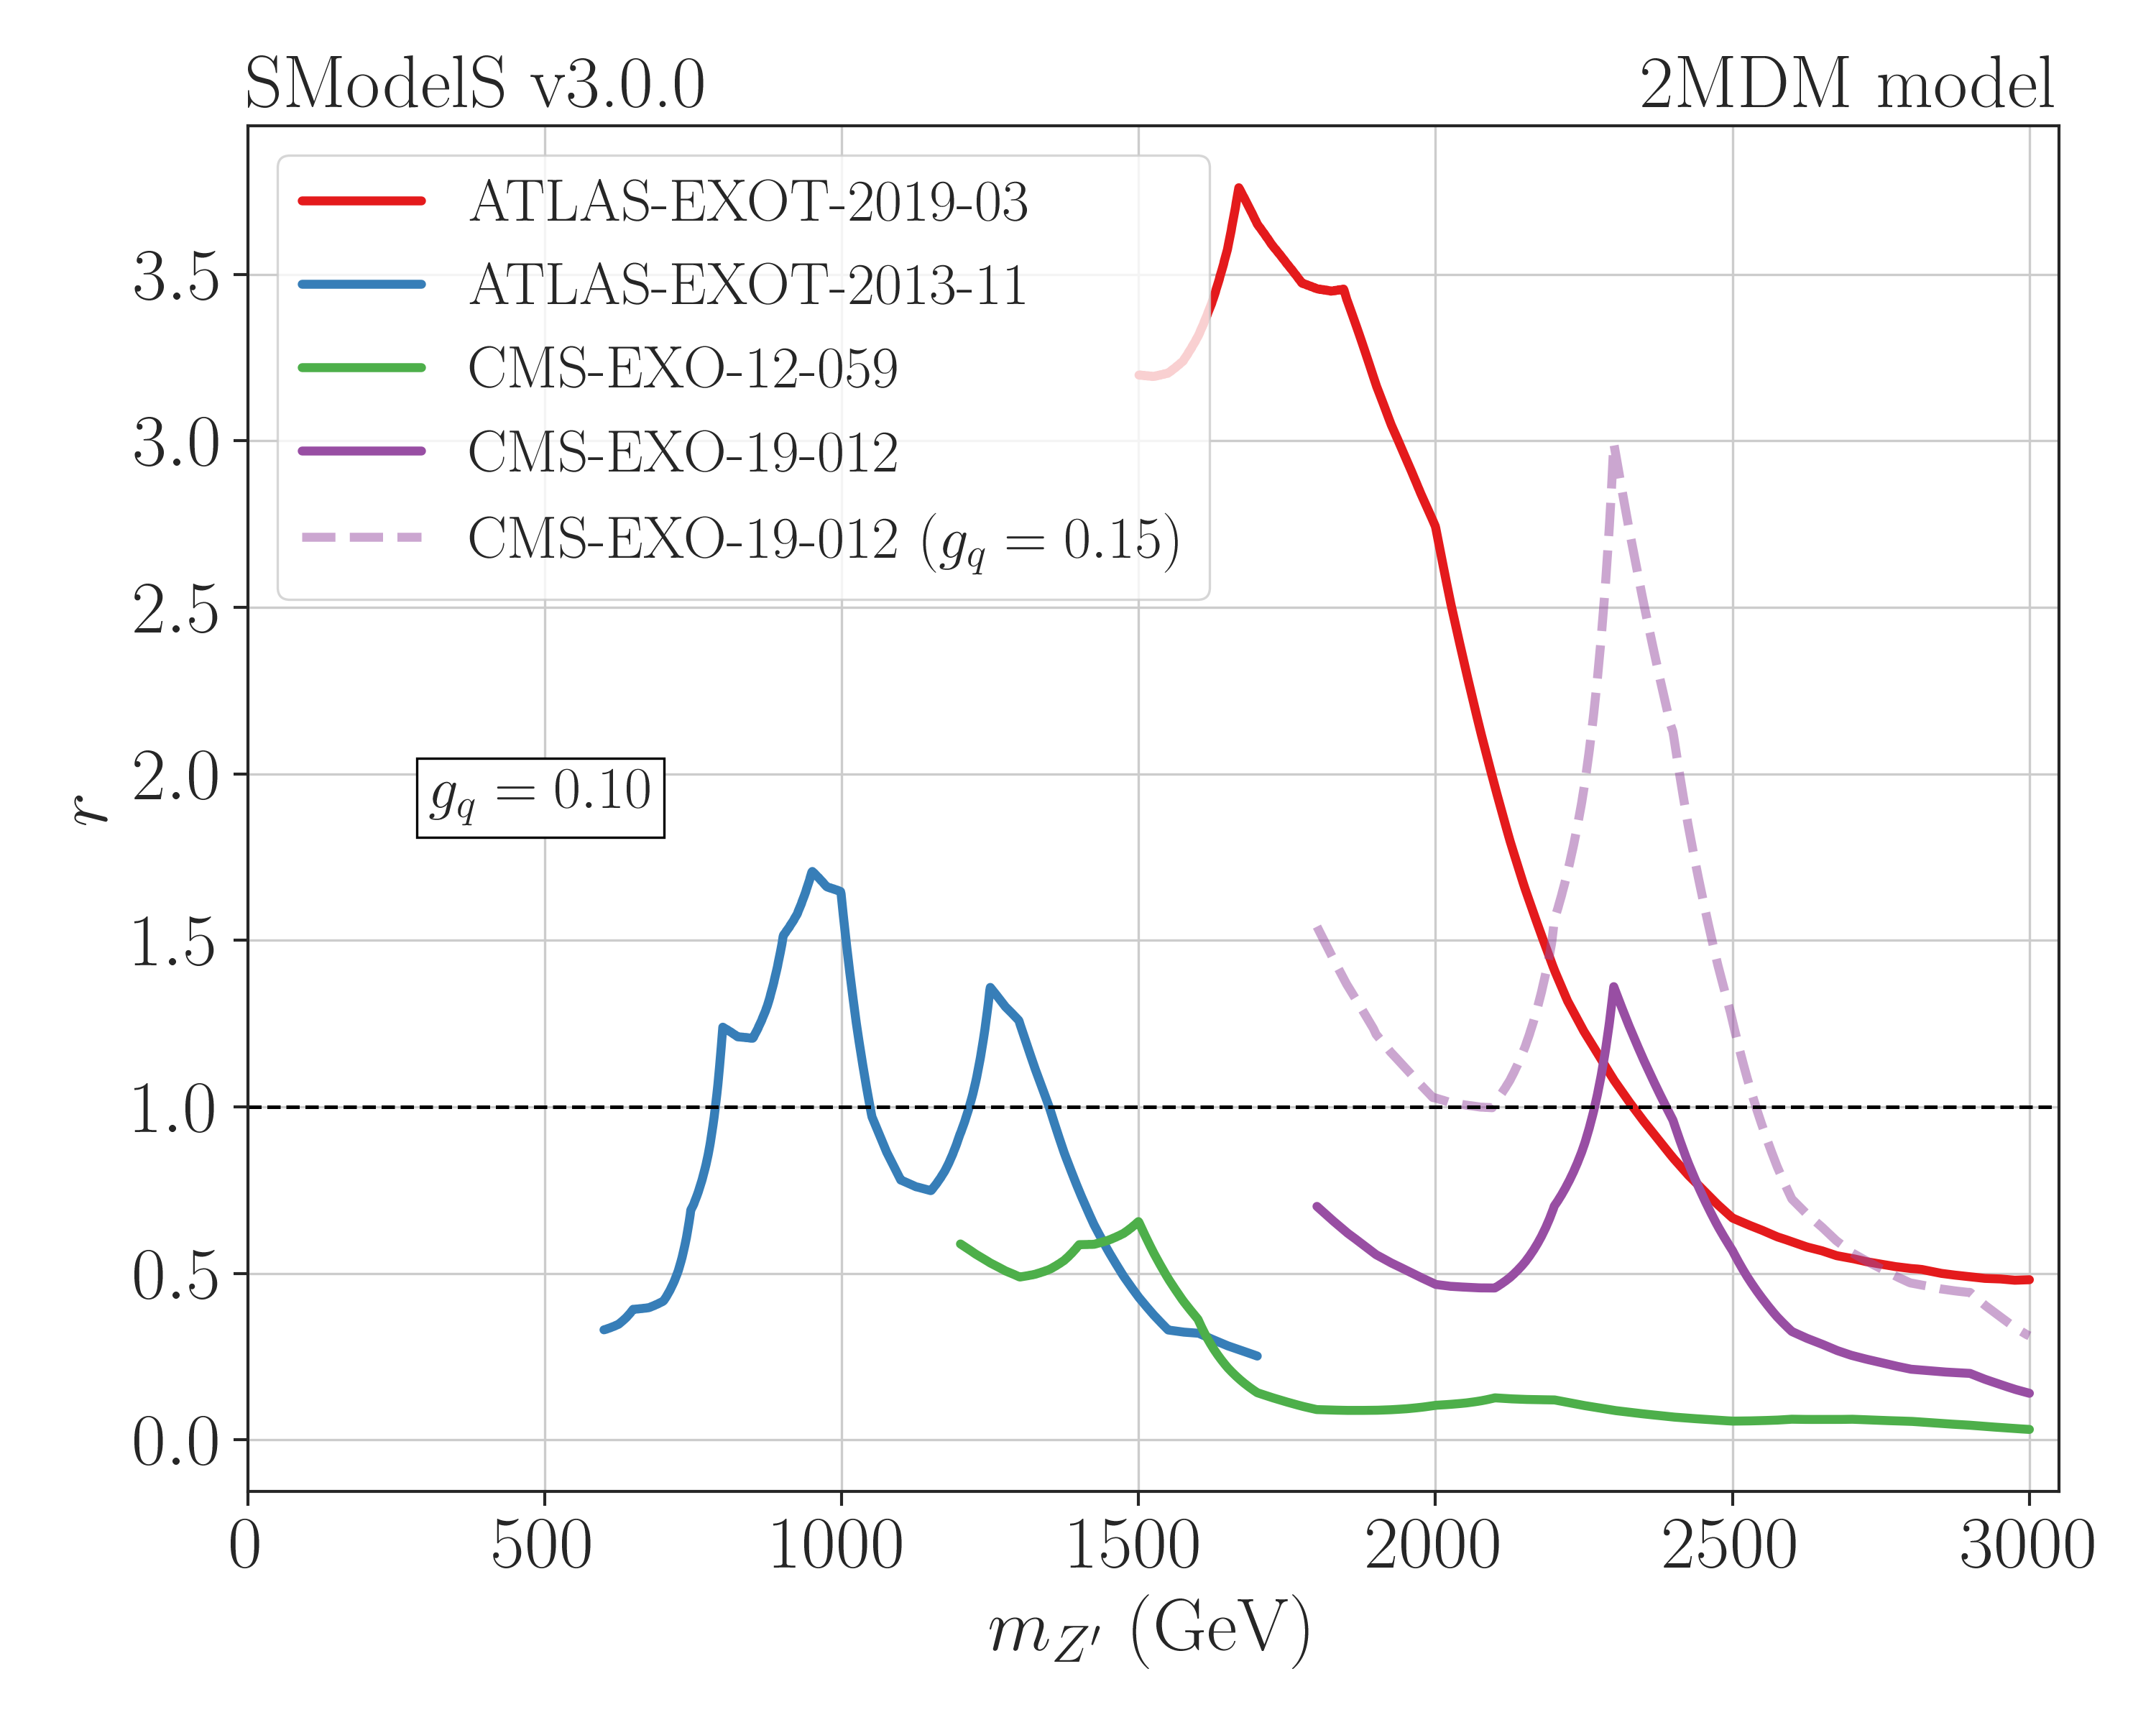 SModelS v3.0.0
2MDM model
ATLAS-EXOT-2019-03
ATLAS-EXOT-2013-11
CMS-EXO-12-059
CMS-EXO-19-012
CMS-EXO-19-012 (g_q = 0.15)
g_q = 0.10
r
3.5
3.0
2.5
2.0
1.5
1.0
0.5
0.0
0 500 1000 1500 2000 2500 3000
m_{Z'} (GeV)